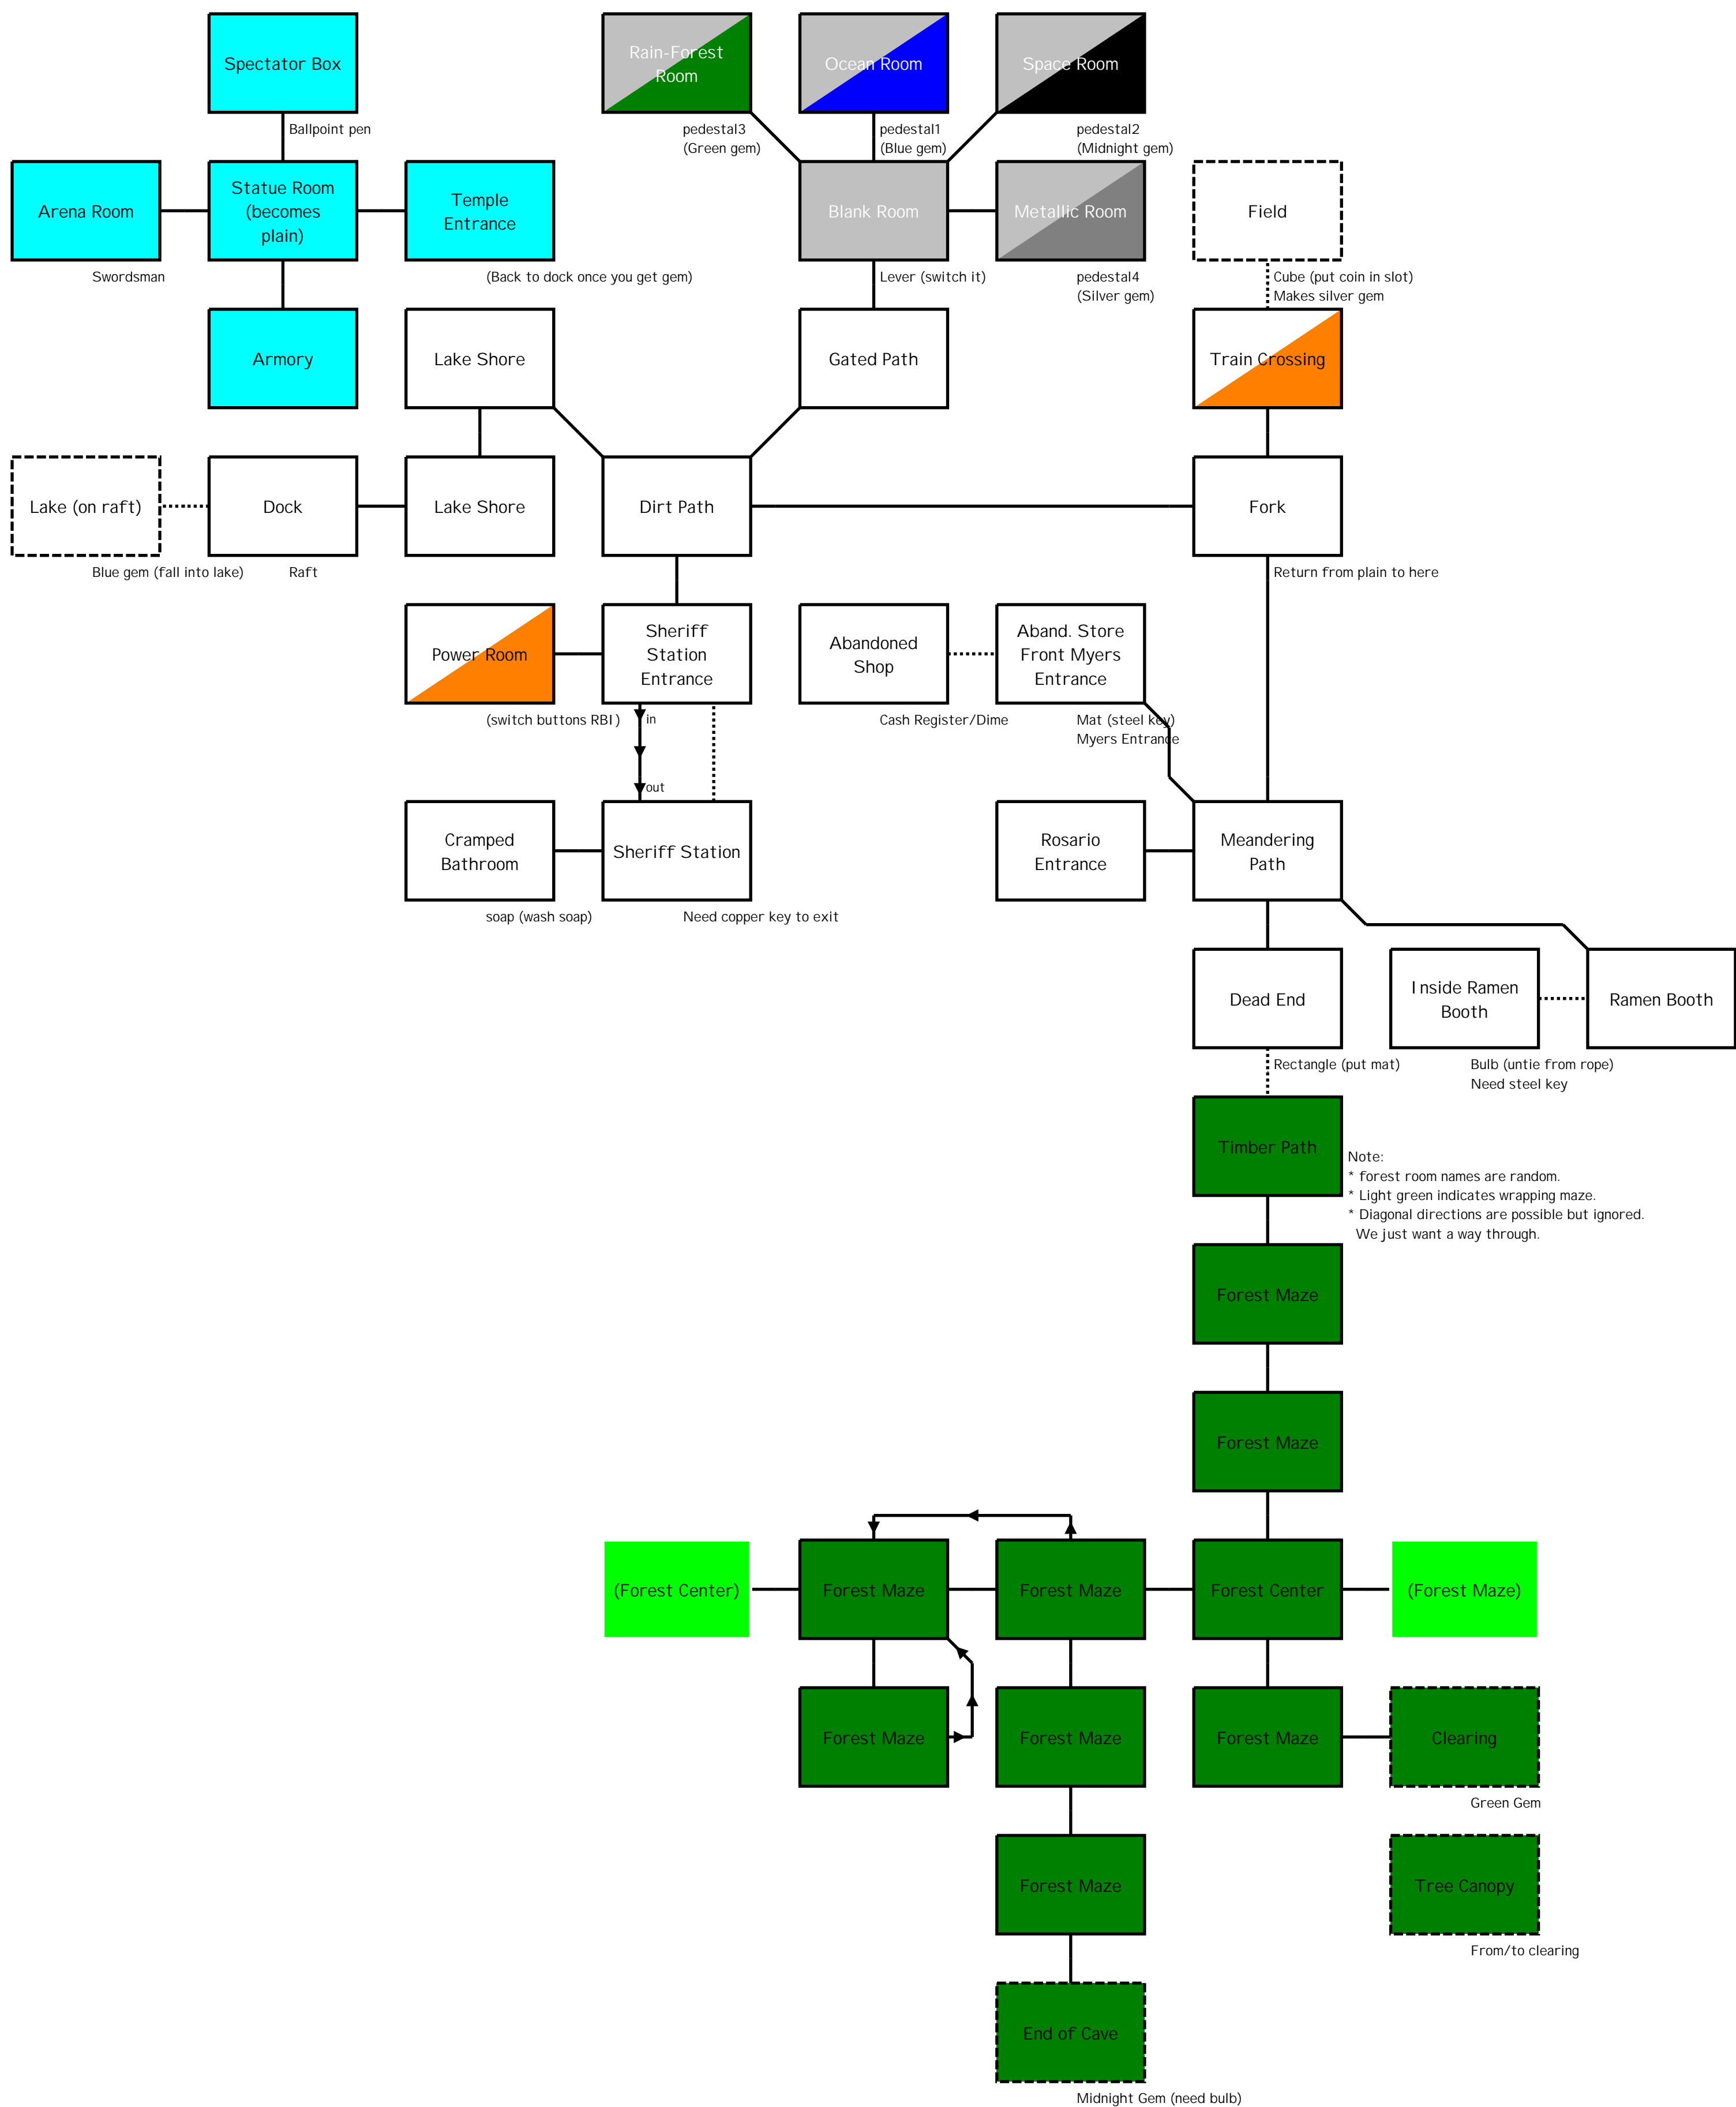 Spectator Box
Rain-Forest
Room
Ocean Room
Space Room
Ballpoint pen
pedestal3
(Green gem)
pedestal1
(Blue gem)
pedestal2
(Midnight gem)
Arena Room
Statue Room
(becomes
plain)
Temple
Entrance
Blank Room
Metallic Room
Field
Swordsman
(Back to dock once you get gem)
Lever (switch it)
pedestal4
(Silver gem)
Cube (put coin in slot)
Makes silver gem
Armory
Lake Shore
Gated Path
Train Crossing
Lake (on raft)
Dock
Lake Shore
Dirt Path
Fork
Blue gem (fall into lake)
Raft
Return from plain to here
Power Room
Sheriff
Station
Entrance
Abandoned
Shop
Aband. Store
Front Myers
Entrance
(switch buttons RBI)
in
Cash Register/Dime
Mat (steel key)
Myers Entrance
out
Cramped
Bathroom
Sheriff Station
Rosario
Entrance
Meandering
Path
soap (wash soap)
Need copper key to exit
Dead End
Inside Ramen
Booth
Ramen Booth
Rectangle (put mat)
Bulb (untie from rope)
Need steel key
Timber Path
Note:
* forest room names are random.
* Light green indicates wrapping maze.
* Diagonal directions are possible but ignored.
We just want a way through.
Forest Maze
Forest Maze
(Forest Center)
Forest Maze
Forest Maze
Forest Center
(Forest Maze)
Forest Maze
Forest Maze
Forest Maze
Clearing
Green Gem
Forest Maze
Tree Canopy
From/to clearing
End of Cave
Midnight Gem (need bulb)